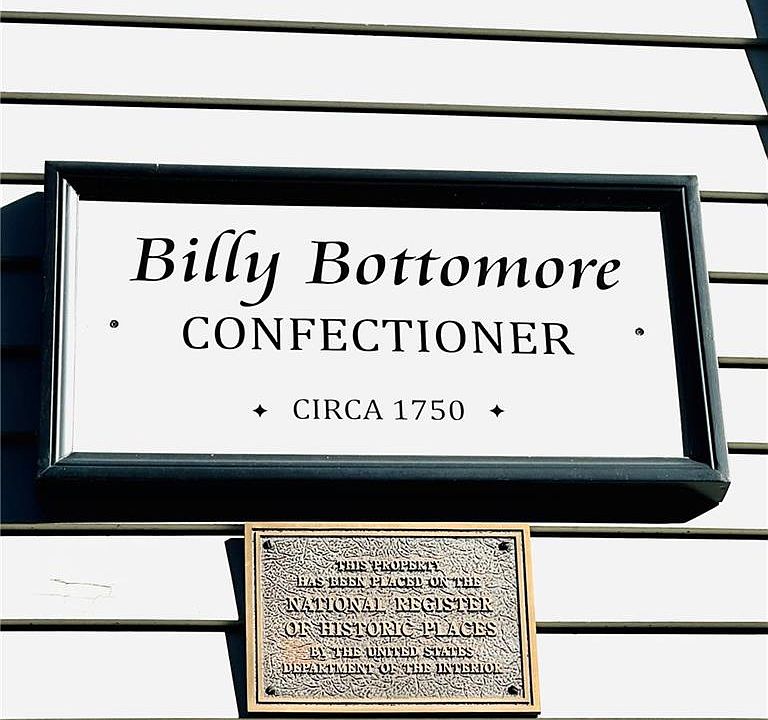 Billy Bottomore
CONFECTIONER
CIRCA 1750
THIS PROPERTY
HAS BEEN PLACED ON THE
NATIONAL REGISTER
OF HISTORIC PLACES
BY THE UNITED STATES
DEPARTMENT OF THE INTERIOR